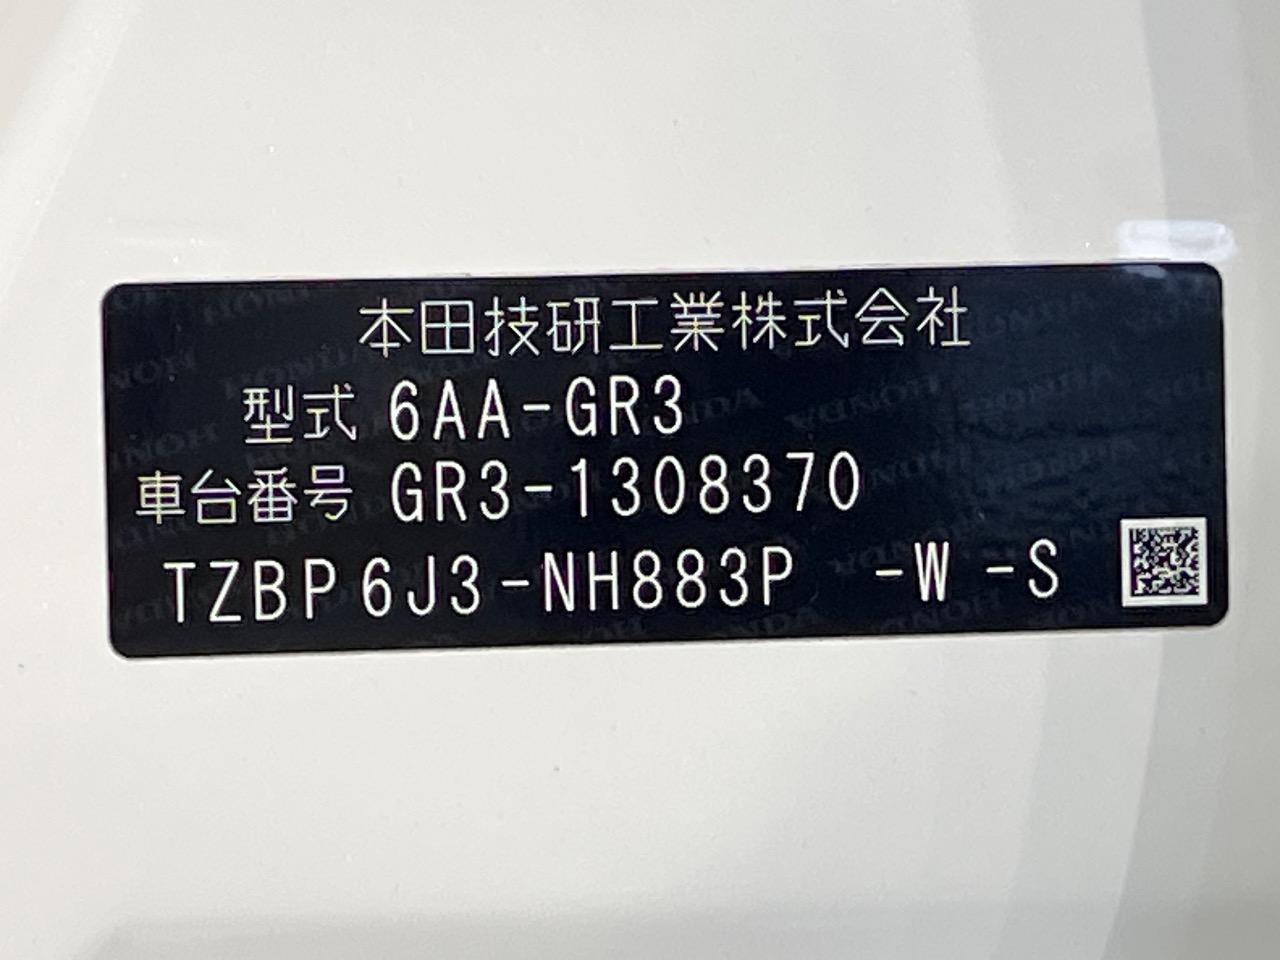 本田技研工業株式会社
型式 6AA-GR3
車台番号 GR3-1308370
TZBP6J3-NH883P -W -S